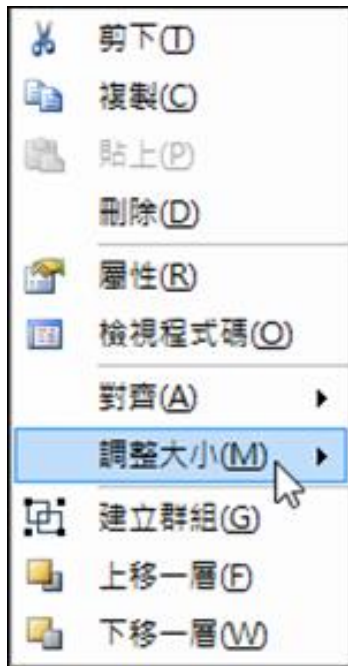 剪下(T)
複製(C)
貼上(P)
刪除(D)
屬性(R)
檢視程式碼(O)
對齊(A)
調整大小(M)
建立群組(G)
上移一層(F)
下移一層(W)